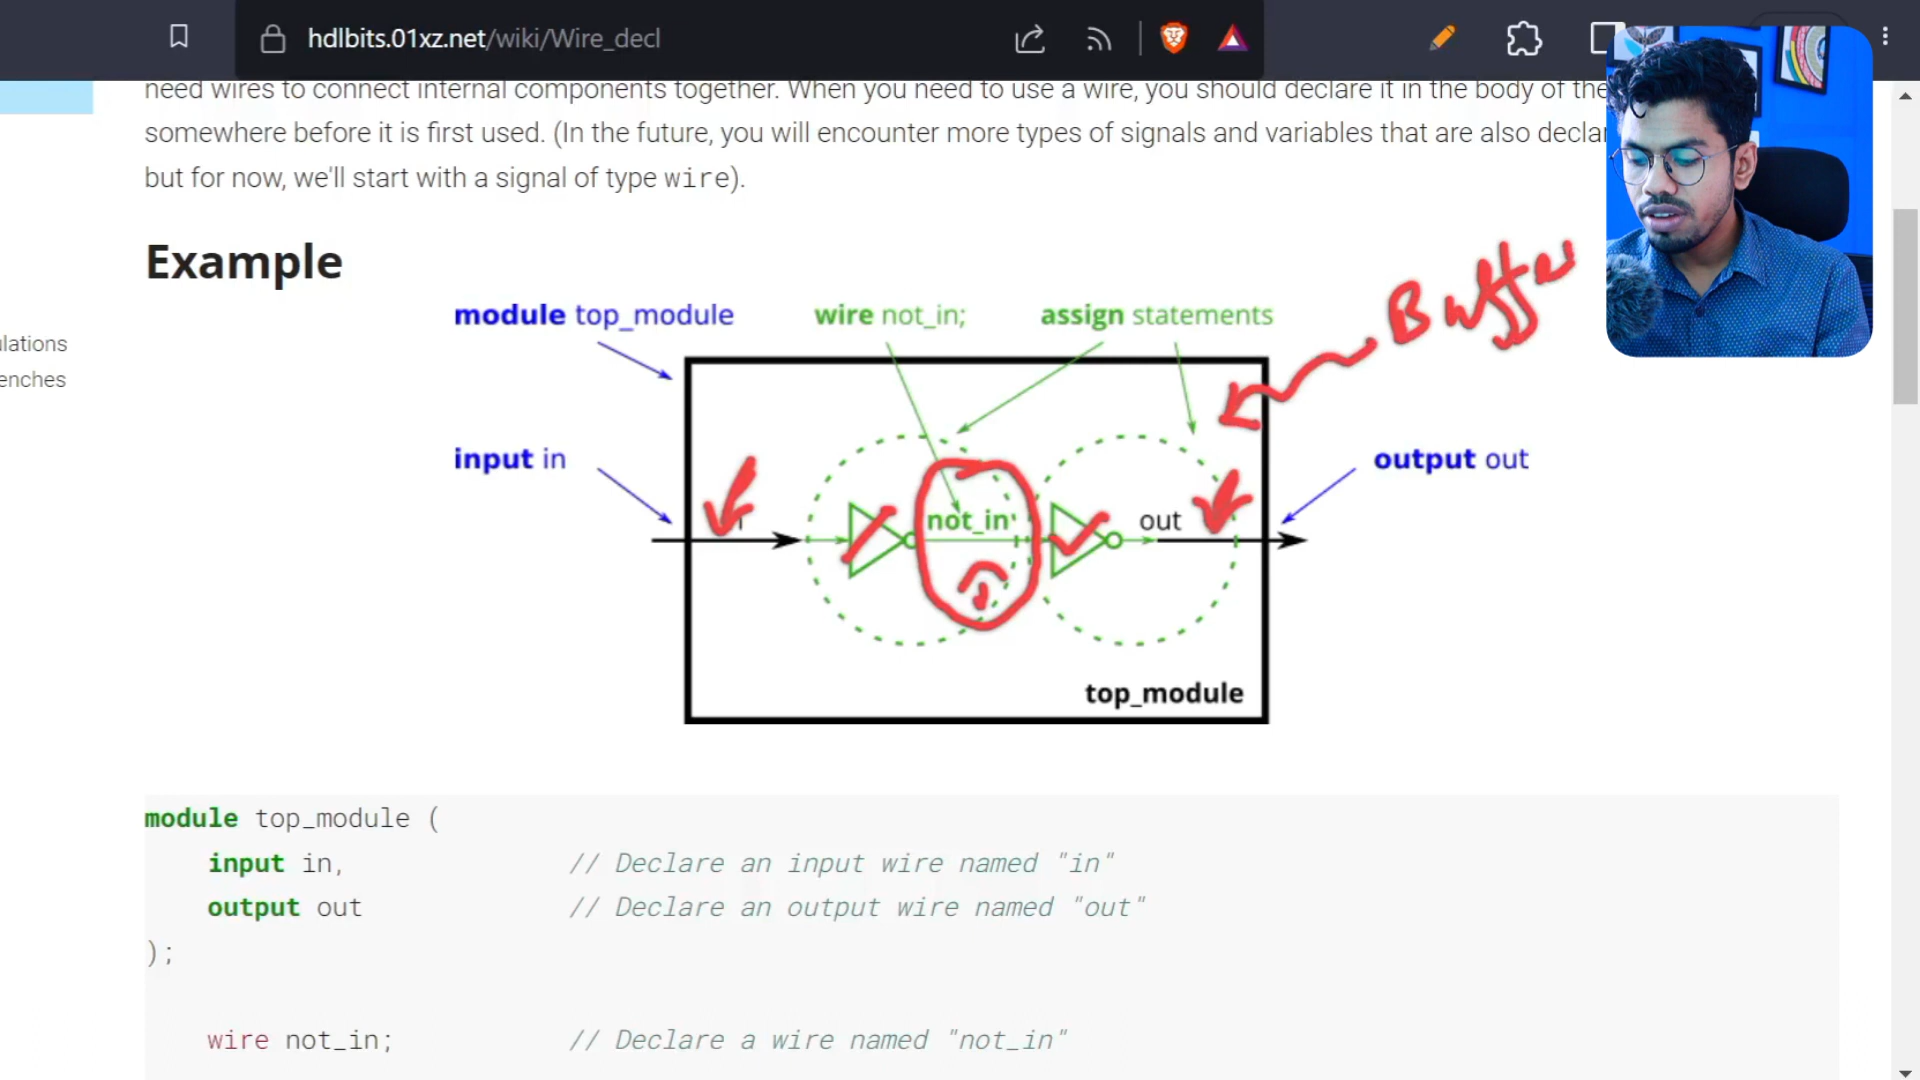 hdlbits.01xz.net/wiki/Wire_decl
need wires to connect internal components together. When you need to use a wire, you should declare it in the body of the
somewhere before it is first used. (In the future, you will encounter more types of signals and variables that are also decla
but for now, we'll start with a signal of type wire).
Example
Buffer
module top_module
wire not_in;
assign statements
ulations
enches
input in
output out
not_in
out
top_module
module top_module (
input in, // Declare an input wire named "in"
output out // Declare an output wire named "out"
);
wire not_in; // Declare a wire named "not_in"